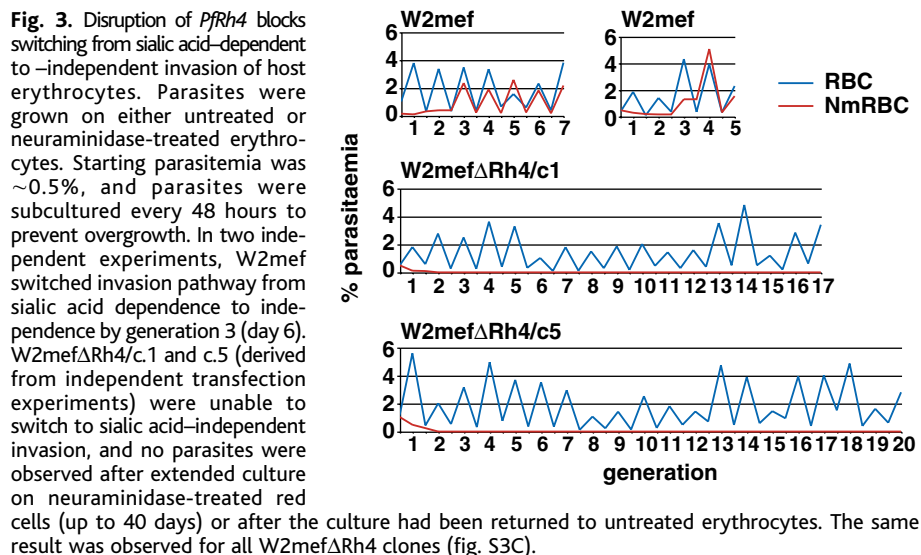 Fig. 3. Disruption of PfRh4 blocks
switching from sialic acid–dependent
to –independent invasion of host
erythrocytes. Parasites were
grown on either untreated or
neuraminidase-treated erythro-
cytes. Starting parasitemia was
~0.5%, and parasites were
subcultured every 48 hours to
prevent overgrowth. In two inde-
pendent experiments, W2mef
switched invasion pathway from
sialic acid dependence to inde-
pendence by generation 3 (day 6).
W2mefΔRh4/c.1 and c.5 (derived
from independent transfection
experiments) were unable to
switch to sialic acid–independent
invasion, and no parasites were
observed after extended culture
on neuraminidase-treated red
cells (up to 40 days) or after the culture had been returned to untreated erythrocytes. The same
result was observed for all W2mefΔRh4 clones (fig. S3C).
W2mef
6
4
2
0
1 2 3 4 5 6 7
W2mef
6
4
2
0
1 2 3 4 5
RBC
NmRBC
% parasitaemia
W2mefΔRh4/c1
6
4
2
0
1 2 3 4 5 6 7 8 9 10 11 12 13 14 15 16 17
W2mefΔRh4/c5
6
4
2
0
1 2 3 4 5 6 7 8 9 10 11 12 13 14 15 16 17 18 19 20
generation